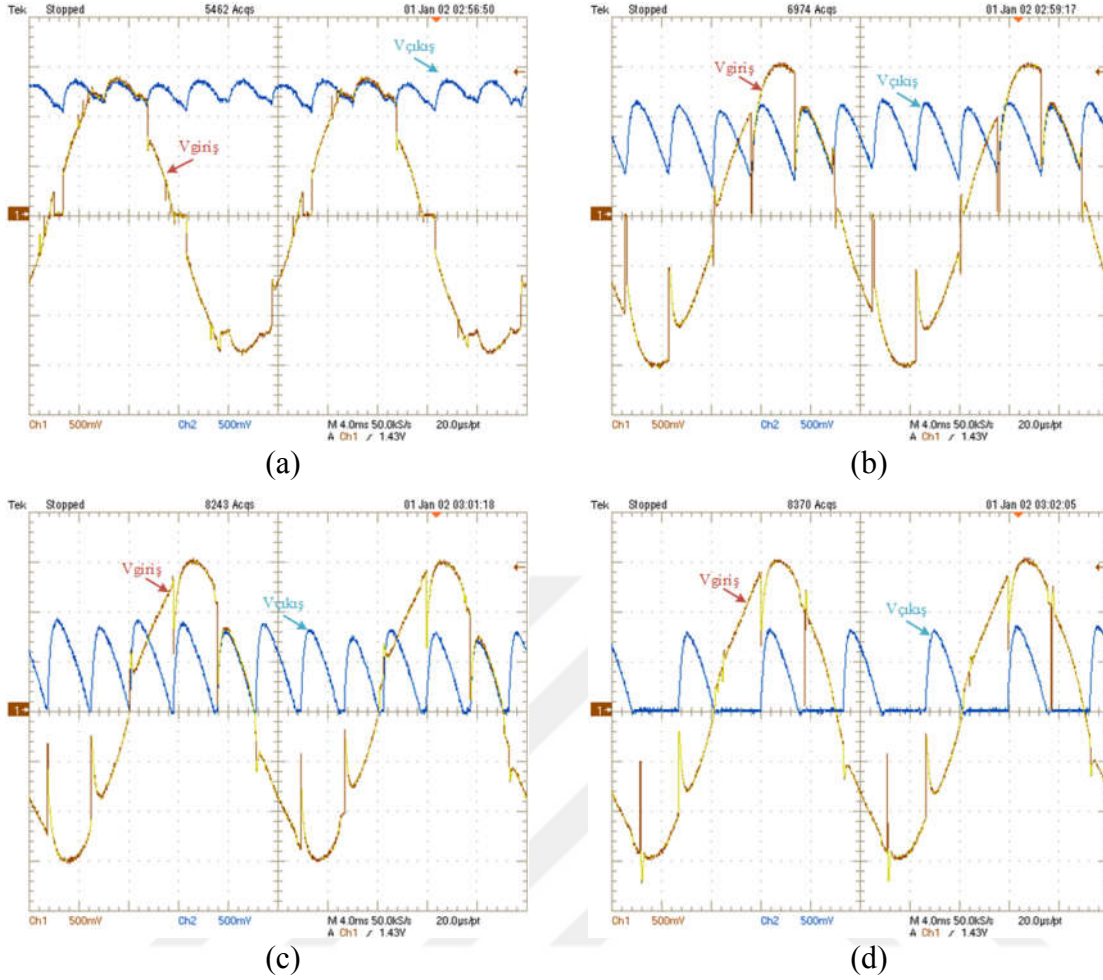 Tek Stopped 5462 Acqs 01 Jan 02 02:56:50
Vçıkış
Vgiriş
1
Ch1 500mV Ch2 500mV M 4.0ms 50.0kS/s 20.0µs/pt
A Ch1 / 1.43V
(a)
Tek Stopped 6974 Acqs 01 Jan 02 02:59:17
Vgiriş
Vçıkış
1
Ch1 500mV Ch2 500mV M 4.0ms 50.0kS/s 20.0µs/pt
A Ch1 / 1.43V
(b)
Tek Stopped 8243 Acqs 01 Jan 02 03:01:18
Vgiriş
Vçıkış
1
Ch1 500mV Ch2 500mV M 4.0ms 50.0kS/s 20.0µs/pt
A Ch1 / 1.43V
(c)
Tek Stopped 8370 Acqs 01 Jan 02 03:02:05
Vgiriş
Vçıkış
1
Ch1 500mV Ch2 500mV M 4.0ms 50.0kS/s 20.0µs/pt
A Ch1 / 1.43V
(d)